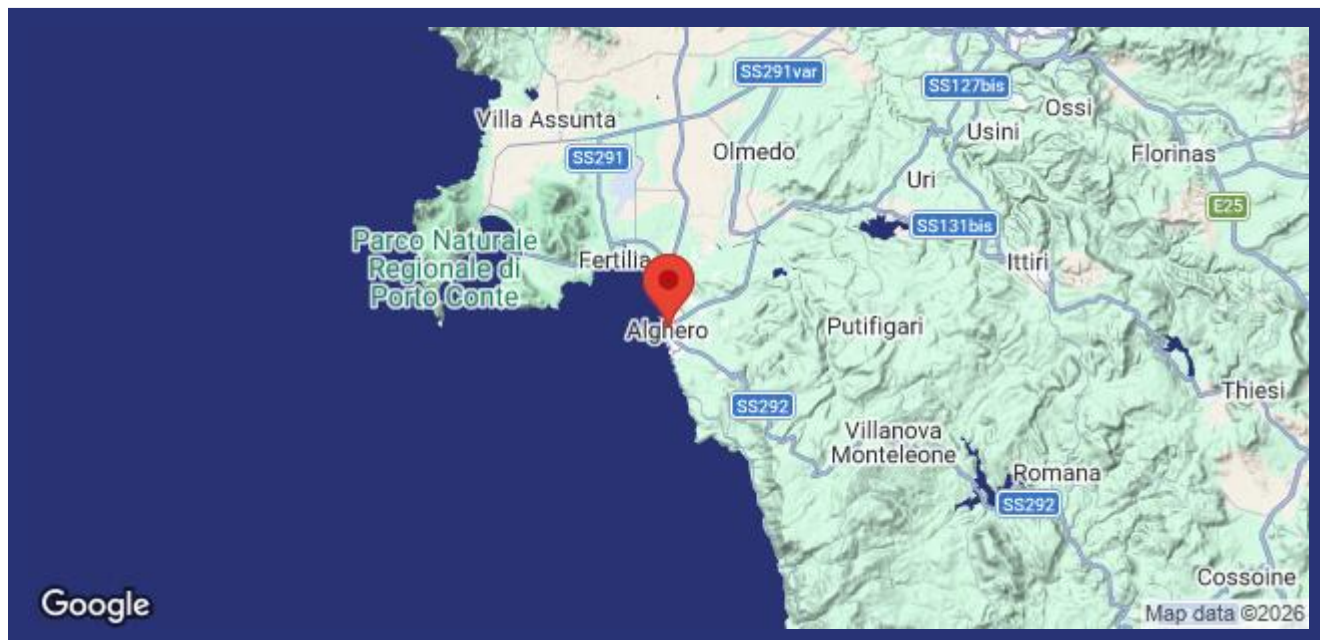 SS291var
SS127bis
Ossi
Villa Assunta
Usini
SS291
Olmedo
Florinas
Uri
E25
SS131bis
Parco Naturale
Regionale di
Porto Conte
Fertilia
Ittiri
Alghero
Putifigari
Thiesi
SS292
Villanova
Monteleone
Romana
SS292
Cossoine
Google
Map data ©2026